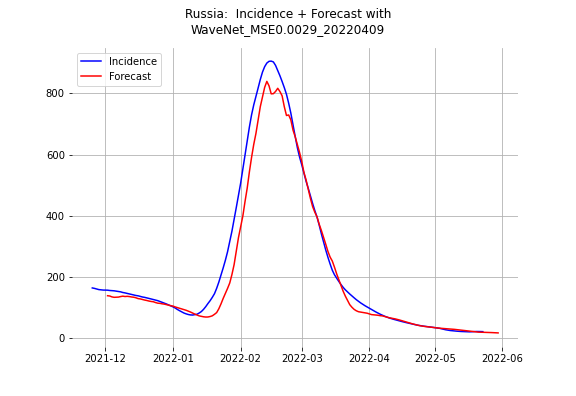 Russia:  Incidence + Forecast with
WaveNet_MSE0.0029_20220409
Incidence
Forecast
800
600
400
200
0
2021-12 2022-01 2022-02 2022-03 2022-04 2022-05 2022-06